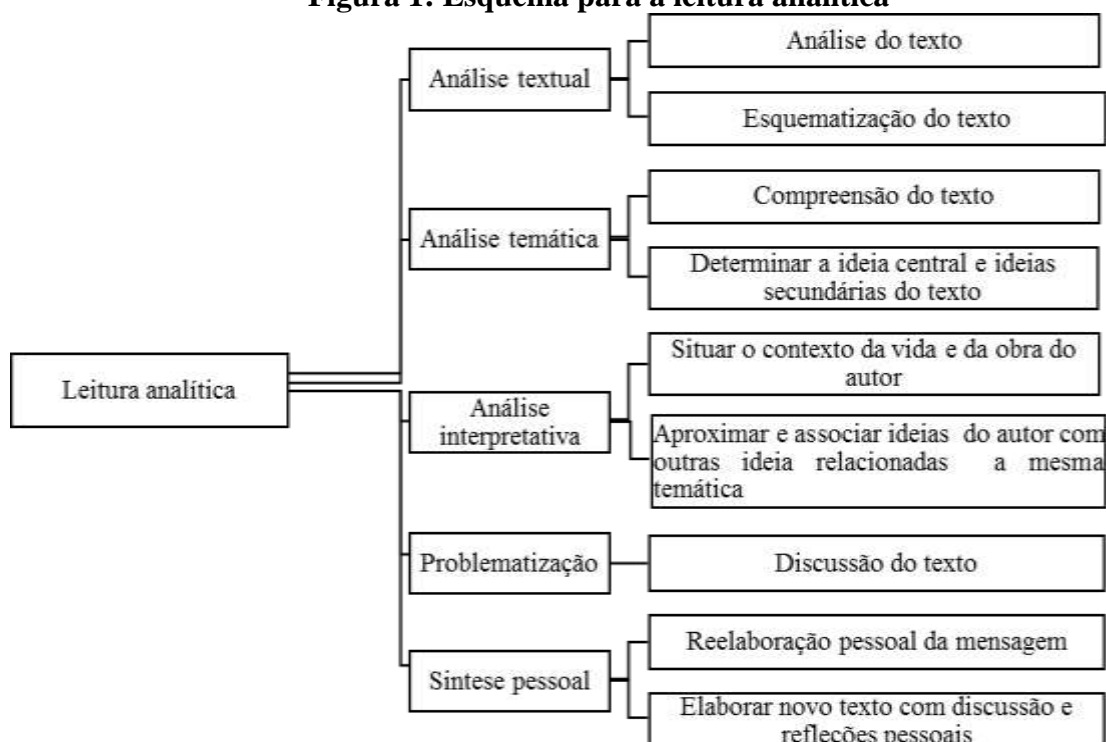 Figura 1: Esquema para a leitura analítica
Análise do texto
Análise textual
Esquematização do texto
Compreensão do texto
Análise temática
Determinar a ideia central e ideias
secundárias do texto
Situar o contexto da vida e da obra do
autor
Leitura analítica
Análise
interpretativa
Aproximar e associar ideias do autor com
outras ideia relacionadas a mesma
temática
Problematização
Discussão do texto
Reelaboração pessoal da mensagem
Sintese pessoal
Elaborar novo texto com discussão e
refleções pessoais